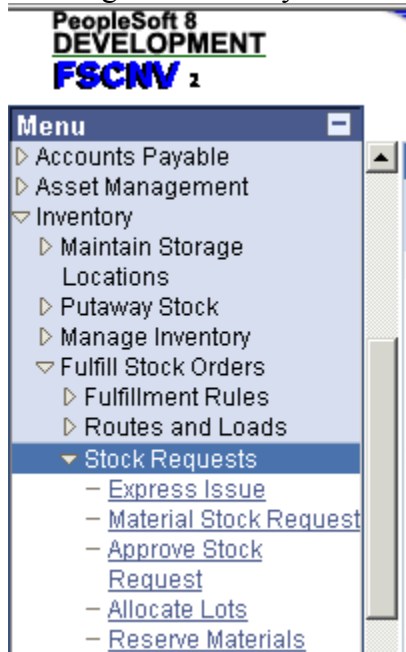 PeopleSoft 8
DEVELOPMENT
FSCNV 2
Menu
Accounts Payable
Asset Management
Inventory
Maintain Storage
Locations
Putaway Stock
Manage Inventory
Fulfill Stock Orders
Fulfillment Rules
Routes and Loads
Stock Requests
Express Issue
Material Stock Request
Approve Stock
Request
Allocate Lots
Reserve Materials